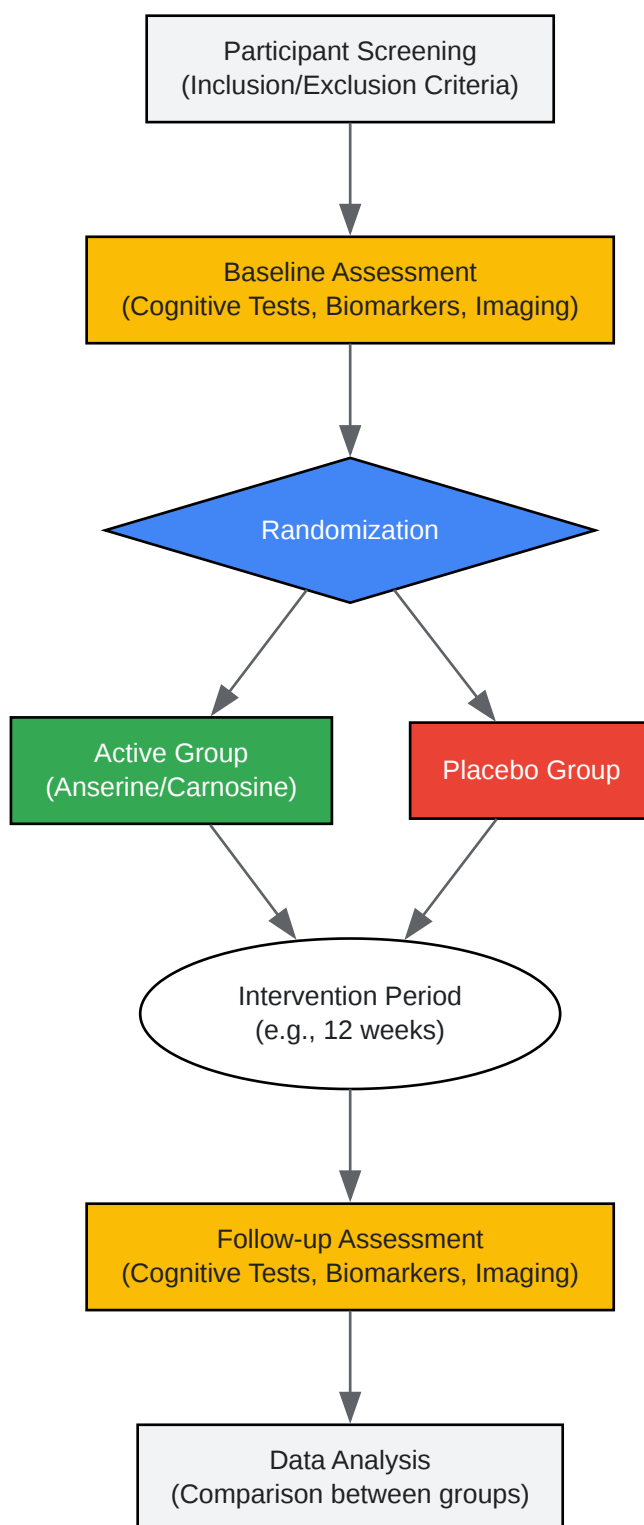 Participant Screening
(Inclusion/Exclusion Criteria)
Baseline Assessment
(Cognitive Tests, Biomarkers, Imaging)
Randomization
Active Group
(Anserine/Carnosine)
Placebo Group
Intervention Period
(e.g., 12 weeks)
Follow-up Assessment
(Cognitive Tests, Biomarkers, Imaging)
Data Analysis
(Comparison between groups)